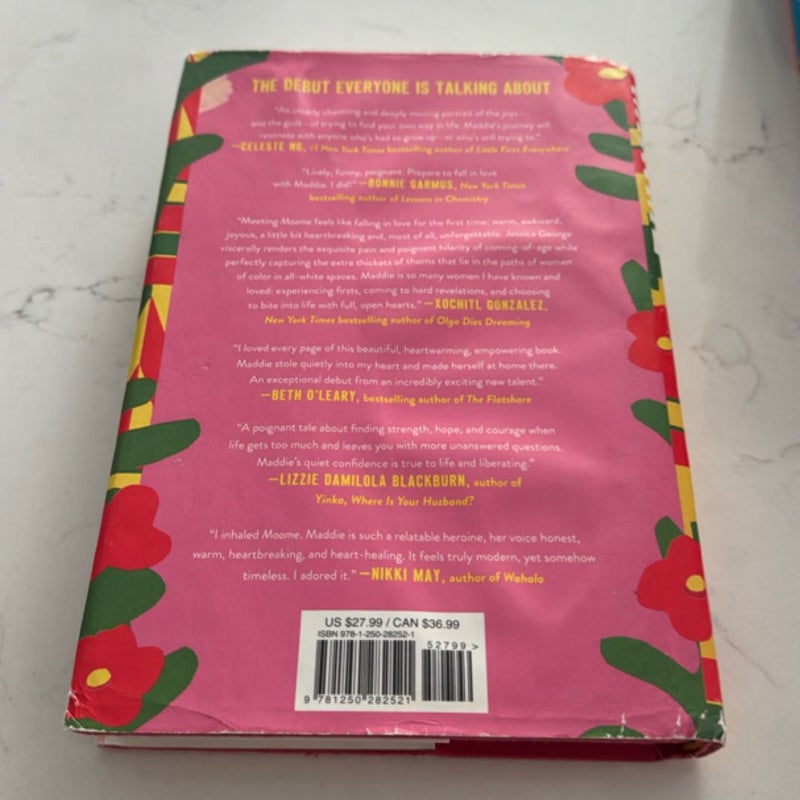 THE DEBUT EVERYONE IS TALKING ABOUT
"An utterly charming and deeply moving portrait of the joys—
and the guilt—of trying to find your own way in life. Maddie's journey will
resonate with anyone who's had to grow up—or who's still trying to."
—CELESTE NG, #1 New York Times bestselling author of Little Fires Everywhere
"Lively, funny, poignant. Prepare to fall in love
with Maddie. I did!" —BONNIE GARMUS, New York Times
bestselling author of Lessons in Chemistry
"Meeting Maame feels like falling in love for the first time: warm, awkward,
joyous, a little bit heartbreaking and, most of all, unforgettable. Jessica George
viscerally renders the exquisite pain and poignant hilarity of coming-of-age while
perfectly capturing the extra thickets of thorns that lie in the paths of women
of color in all-white spaces. Maddie is so many women I have known and
loved: experiencing firsts, coming to hard revelations, and choosing
to bite into life with full, open hearts." —XOCHITL GONZALEZ,
New York Times bestselling author of Olga Dies Dreaming
"I loved every page of this beautiful, heartwarming, empowering book.
Maddie stole quietly into my heart and made herself at home there.
An exceptional debut from an incredibly exciting new talent."
—BETH O'LEARY, bestselling author of The Flatshare
"A poignant tale about finding strength, hope, and courage when
life gets too much and leaves you with more unanswered questions.
Maddie's quiet confidence is true to life and liberating."
—LIZZIE DAMILOLA BLACKBURN, author of
Yinka, Where Is Your Huzband?
"I inhaled Maame. Maddie is such a relatable heroine, her voice honest,
warm, heartbreaking, and heart-healing. It feels truly modern, yet somehow
timeless. I adored it." —NIKKI MAY, author of Wahala
US $27.99 / CAN $36.99
ISBN 978-1-250-28252-1
52799>
9 781250 282521